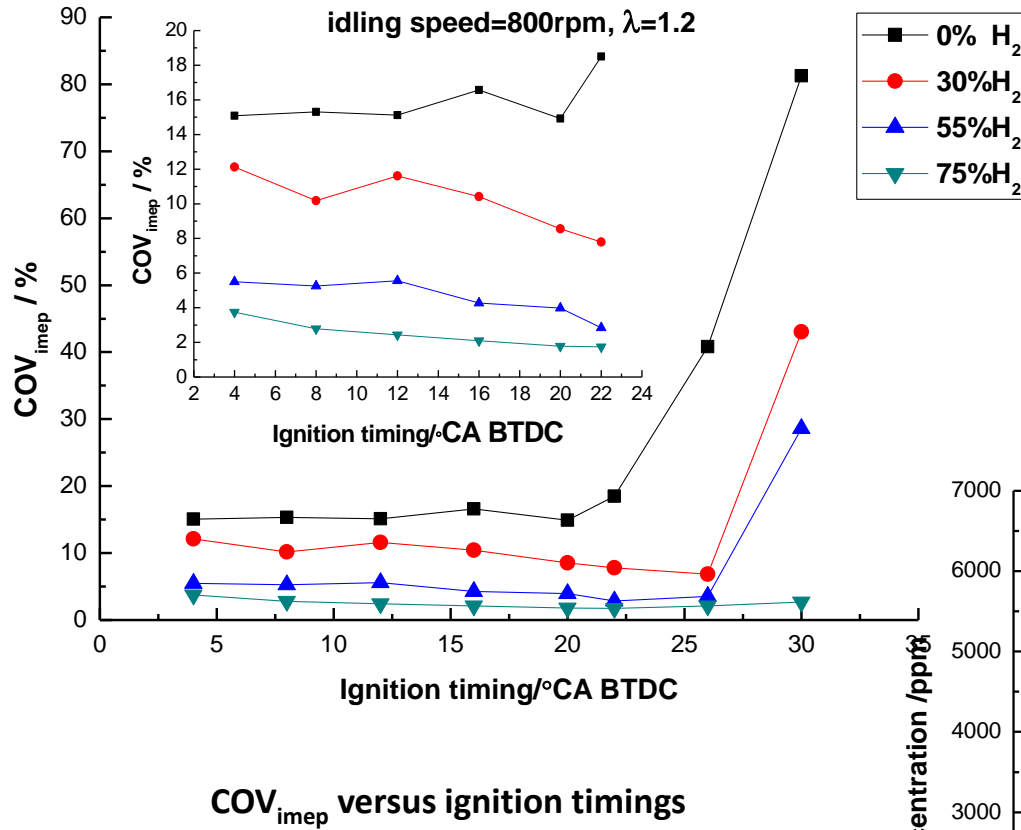 idling speed=800rpm, λ=1.2
0% H2
30%H2
55%H2
75%H2
COVimep / %
90
80
70
60
50
40
30
20
10
0
0 5 10 15 20 25 30 35
Ignition timing/°CA BTDC
COVimep / %
20
18
16
14
12
10
8
6
4
2
0
2 4 6 8 10 12 14 16 18 20 22 24
Ignition timing/°CA BTDC
COVimep versus ignition timings
7000
6000
5000
4000
3000
centration /ppm